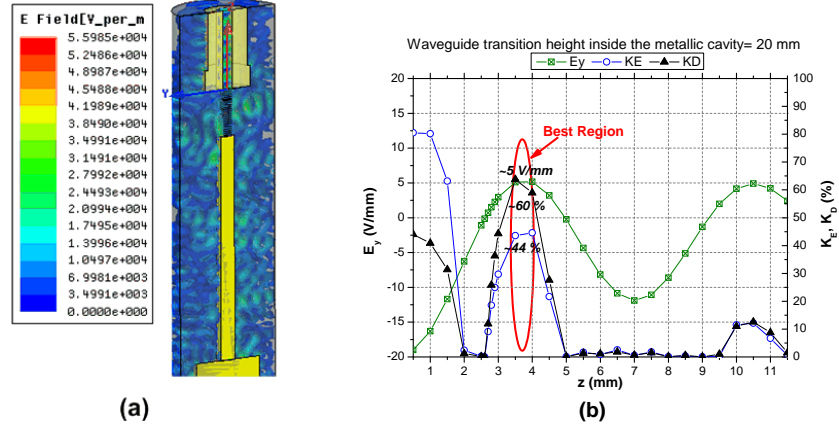 E Field[V_per_m
5.5985e+004
5.2486e+004
4.8987e+004
4.5488e+004
4.1989e+004
3.8490e+004
3.4991e+004
3.1491e+004
2.7992e+004
2.4493e+004
2.0994e+004
1.7495e+004
1.3996e+004
1.0497e+004
6.9981e+003
3.4991e+003
0.0000e+000
Y
(a)
Waveguide transition height inside the metallic cavity= 20 mm
Ey KE KD
Best Region
~5 V/mm
~60 %
~44 %
20
15
10
5
0
-5
-10
-15
-20
E_y (V/mm)
100
90
80
70
60
50
40
30
20
10
0
K_E, K_D (%)
1 2 3 4 5 6 7 8 9 10 11
z (mm)
(b)